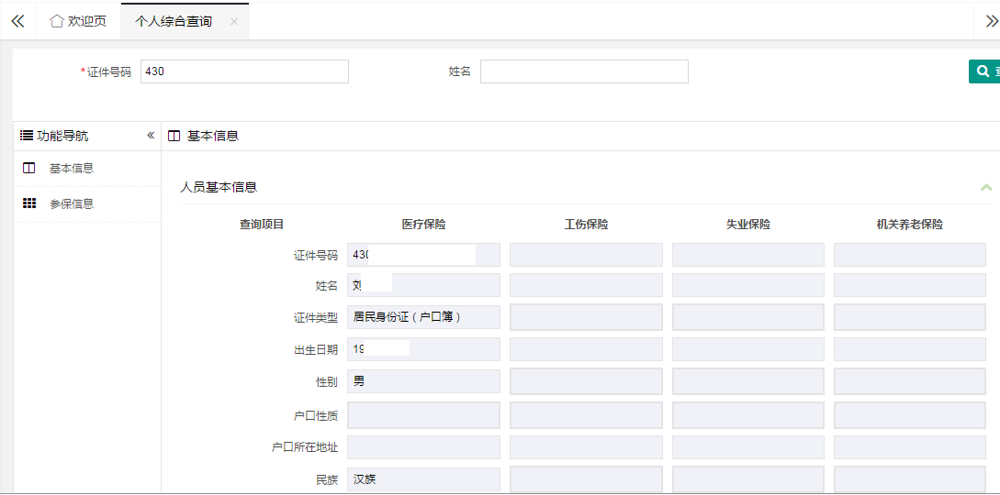 欢迎页 个人综合查询
*证件号码 430 姓名
功能导航 基本信息
基本信息
参保信息
人员基本信息
查询项目 医疗保险 工伤保险 失业保险 机关养老保险
证件号码 430
姓名 刘
证件类型 居民身份证（户口簿）
出生日期 19
性别 男
户口性质
户口所在地址
民族 汉族